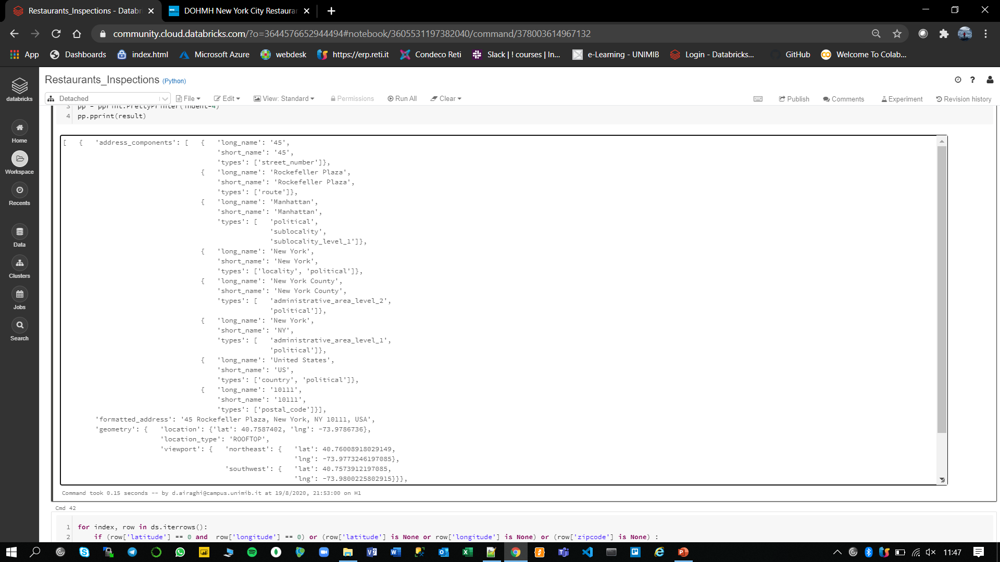 Restaurants_Inspections - Databri
DOHMH New York City Restauran
community.cloud.databricks.com/?o=3644576652944494#notebook/3605531197382040/command/378003614967132
App
Dashboards
index.html
Microsoft Azure
webdesk
https://erp.reti.it
Condeco Reti
Slack | ! courses | In...
e-Learning - UNIMIB
Login - Databricks...
GitHub
Welcome To Colab...
databricks
Home
Workspace
Recents
Data
Clusters
Jobs
Search
Restaurants_Inspections (Python)
Detached
File
Edit
View: Standard
Permissions
Run All
Clear
Publish
Comments
Experiment
Revision history
3 pp = pprint.PrettyPrinter(indent=4)
4 pp.pprint(result)
[ { 'address_components': [ { 'long_name': '45',
'short_name': '45',
'types': ['street_number']},
{ 'long_name': 'Rockefeller Plaza',
'short_name': 'Rockefeller Plaza',
'types': ['route']},
{ 'long_name': 'Manhattan',
'short_name': 'Manhattan',
'types': [ 'political',
'sublocality',
'sublocality_level_1']},
{ 'long_name': 'New York',
'short_name': 'New York',
'types': ['locality', 'political']},
{ 'long_name': 'New York County',
'short_name': 'New York County',
'types': [ 'administrative_area_level_2',
'political']},
{ 'long_name': 'New York',
'short_name': 'NY',
'types': [ 'administrative_area_level_1',
'political']},
{ 'long_name': 'United States',
'short_name': 'US',
'types': ['country', 'political']},
{ 'long_name': '10111',
'short_name': '10111',
'types': ['postal_code']}],
'formatted_address': '45 Rockefeller Plaza, New York, NY 10111, USA',
'geometry': { 'location': {'lat': 40.7587402, 'lng': -73.9786736},
'location_type': 'ROOFTOP',
'viewport': { 'northeast': { 'lat': 40.76008918029149,
'lng': -73.9773246197085},
'southwest': { 'lat': 40.7573912197085,
'lng': -73.9800225802915}}},
Command took 0.15 seconds -- by d.airaghi@campus.unimib.it at 19/8/2020, 21:53:00 on H1
Cmd 42
1 for index, row in ds.iterrows():
2 if (row['latitude'] == 0 and row['longitude'] == 0) or (row['latitude'] is None or row['longitude'] is None) or (row['zipcode'] is None) :
11:47